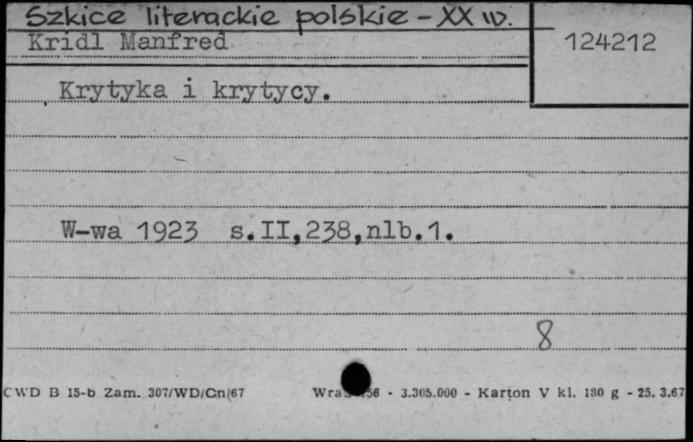 Szkice literackie polskie - XX w.
Kridl Manfred
124212
Krytyka i krytycy.
W-wa 1923 s.II,238,nlb.1.
8
CWD B 15-b Zam. 307/WD/Cn/67 56 - 3.305.000 - Karton V kl. 180 g - 25. 3.67